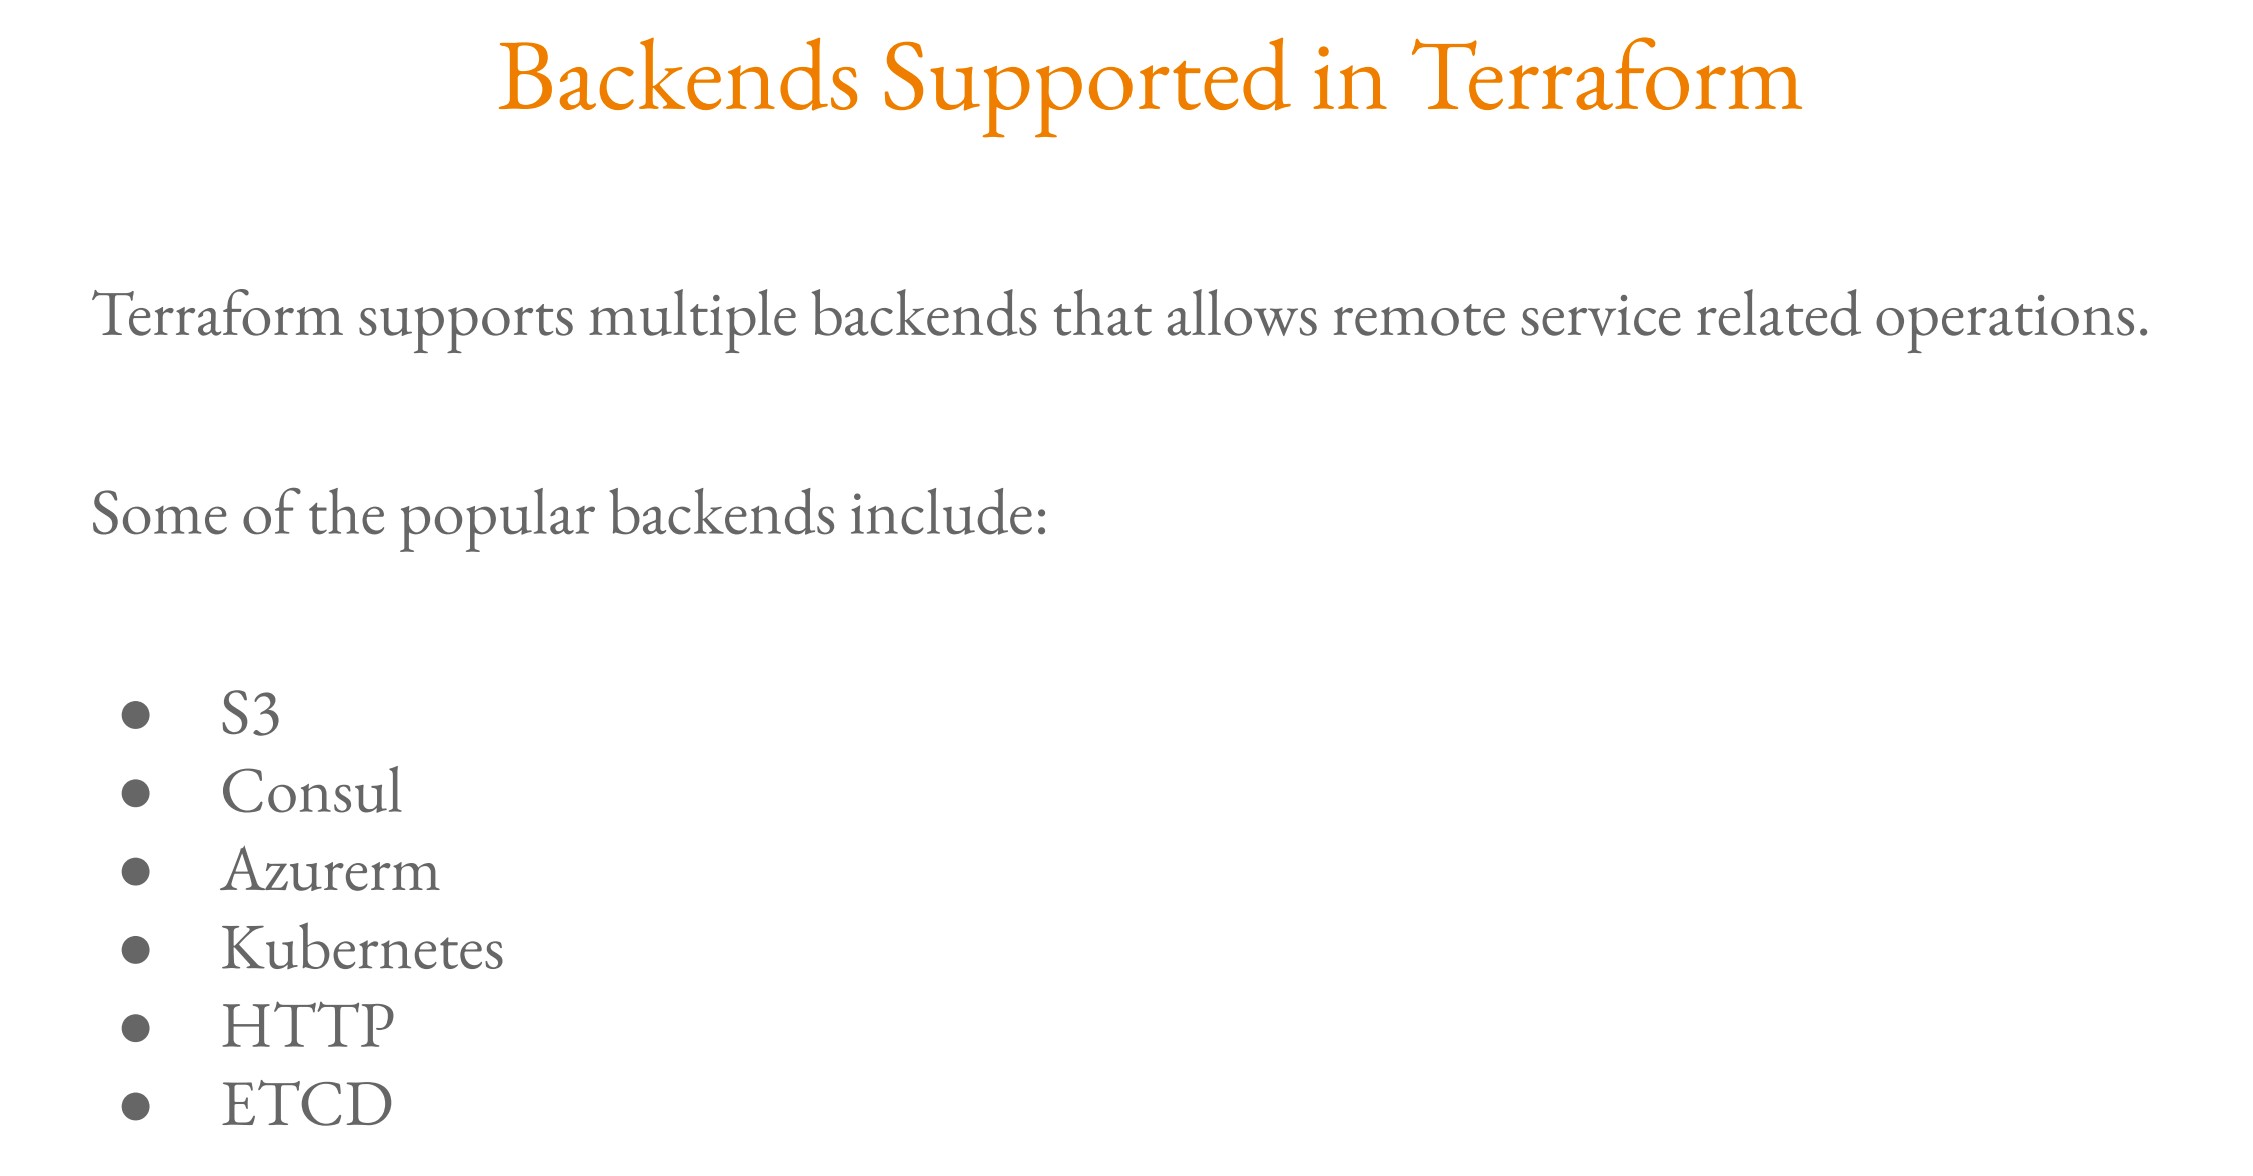 Backends Supported in Terraform
Terraform supports multiple backends that allows remote service related operations.
Some of the popular backends include:
● S3
● Consul
● Azurerm
● Kubernetes
● HTTP
● ETCD